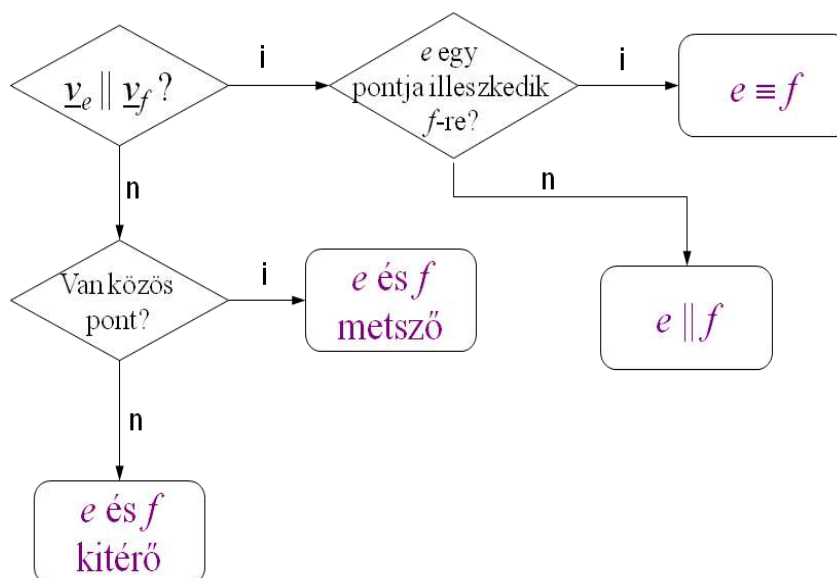 v_e || v_f ?
i
e egy
pontja illeszkedik
f-re?
i
e ≡ f
n
n
e || f
Van közös
pont?
i
e és f
metsző
n
e és f
kitérő